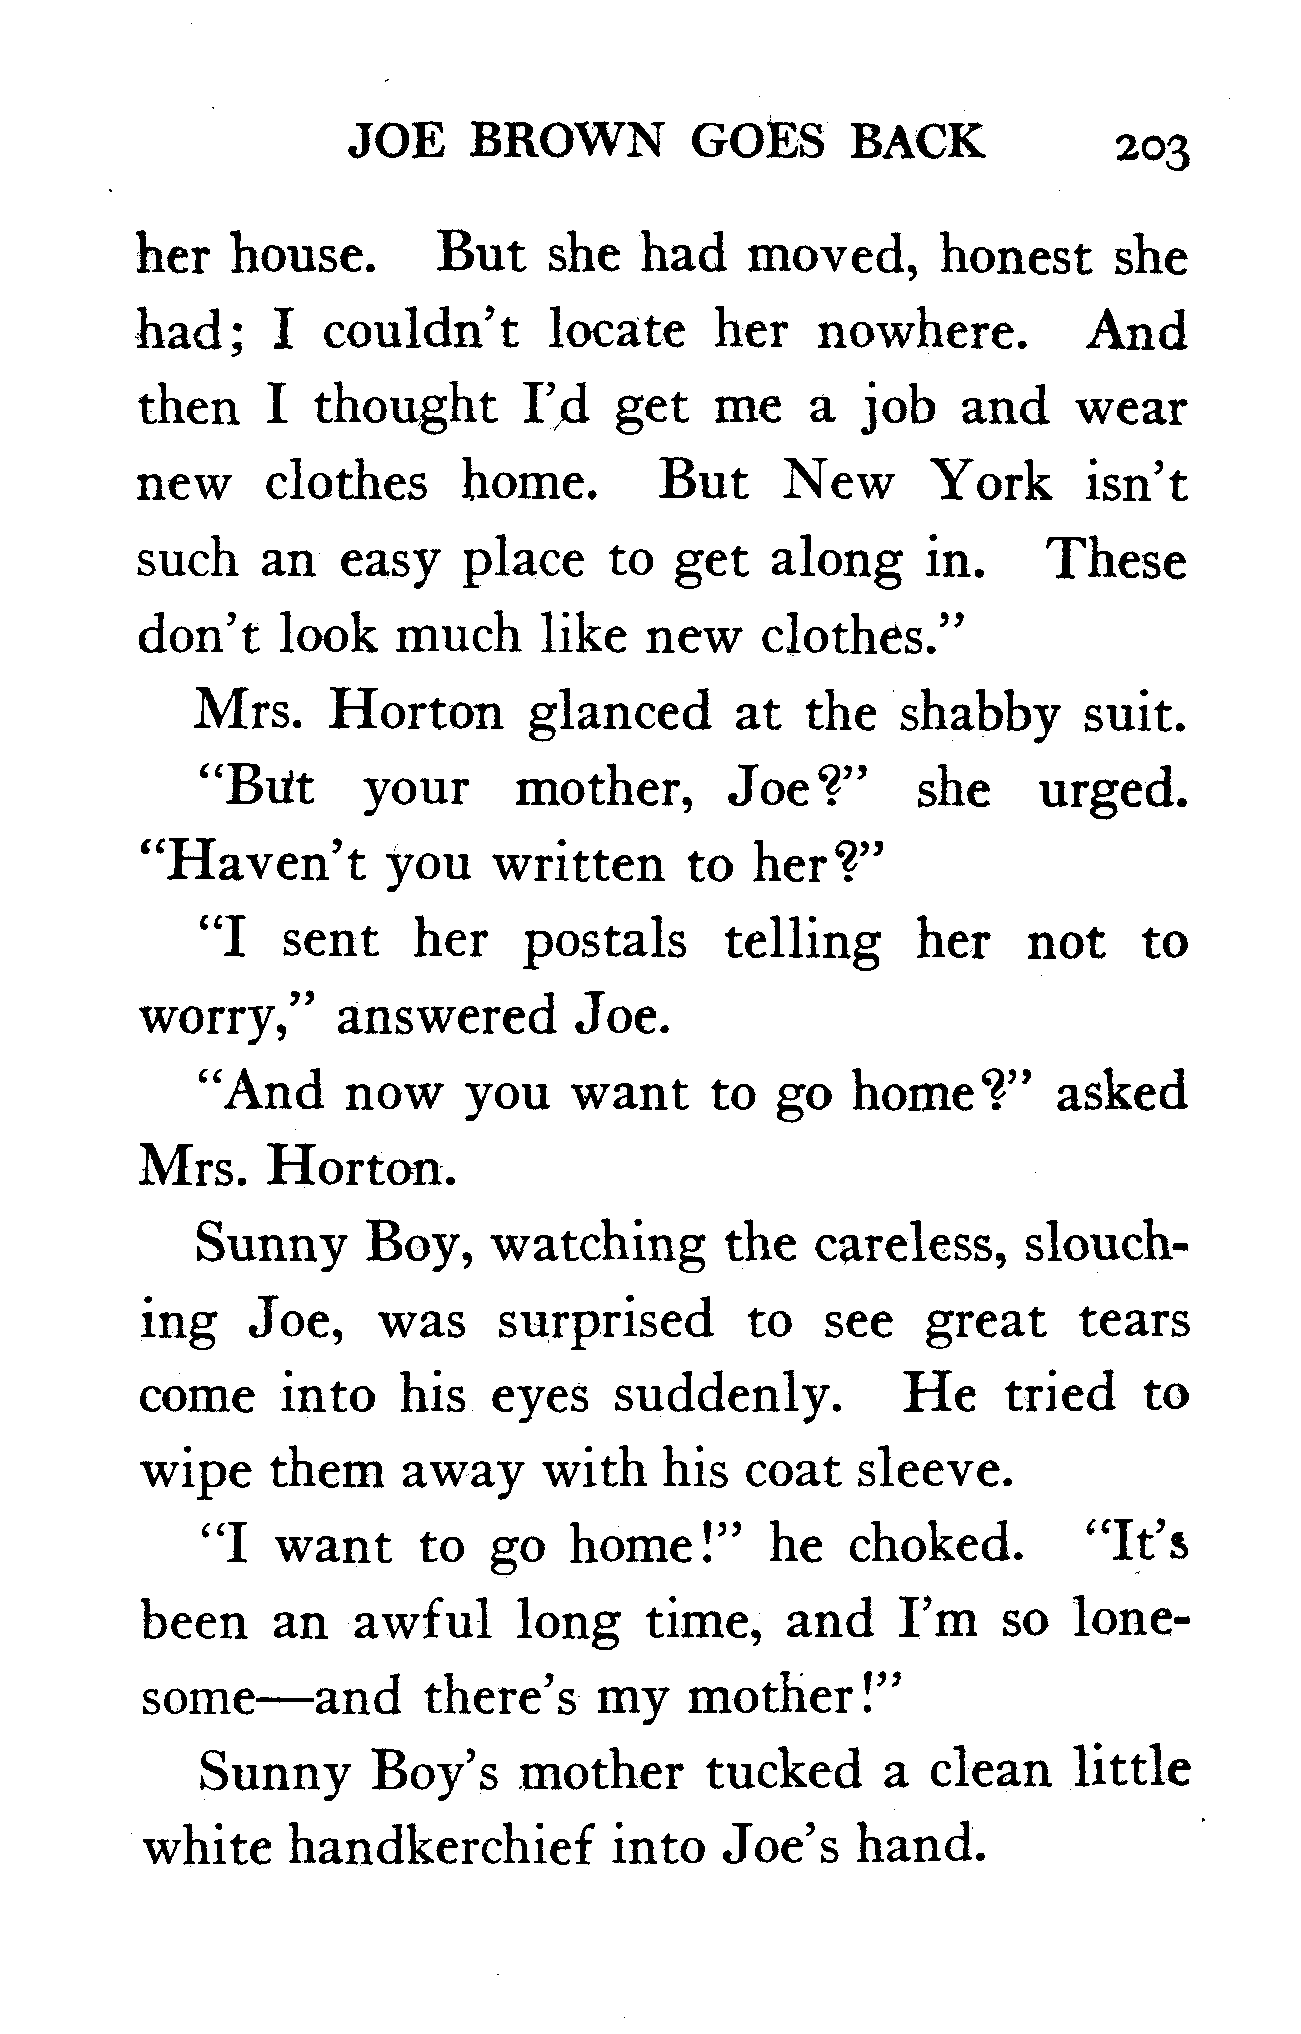 JOE BROWN GOES BACK 203
her house. But she had moved, honest she
had; I couldn't locate her nowhere. And
then I thought I'd get me a job and wear
new clothes home. But New York isn't
such an easy place to get along in. These
don't look much like new clothes."
Mrs. Horton glanced at the shabby suit.
"But your mother, Joe?" she urged.
"Haven't you written to her?"
"I sent her postals telling her not to
worry," answered Joe.
"And now you want to go home?" asked
Mrs. Horton.
Sunny Boy, watching the careless, slouch-
ing Joe, was surprised to see great tears
come into his eyes suddenly. He tried to
wipe them away with his coat sleeve.
"I want to go home!" he choked. "It's
been an awful long time, and I'm so lone-
some—and there's my mother!"
Sunny Boy's mother tucked a clean little
white handkerchief into Joe's hand.